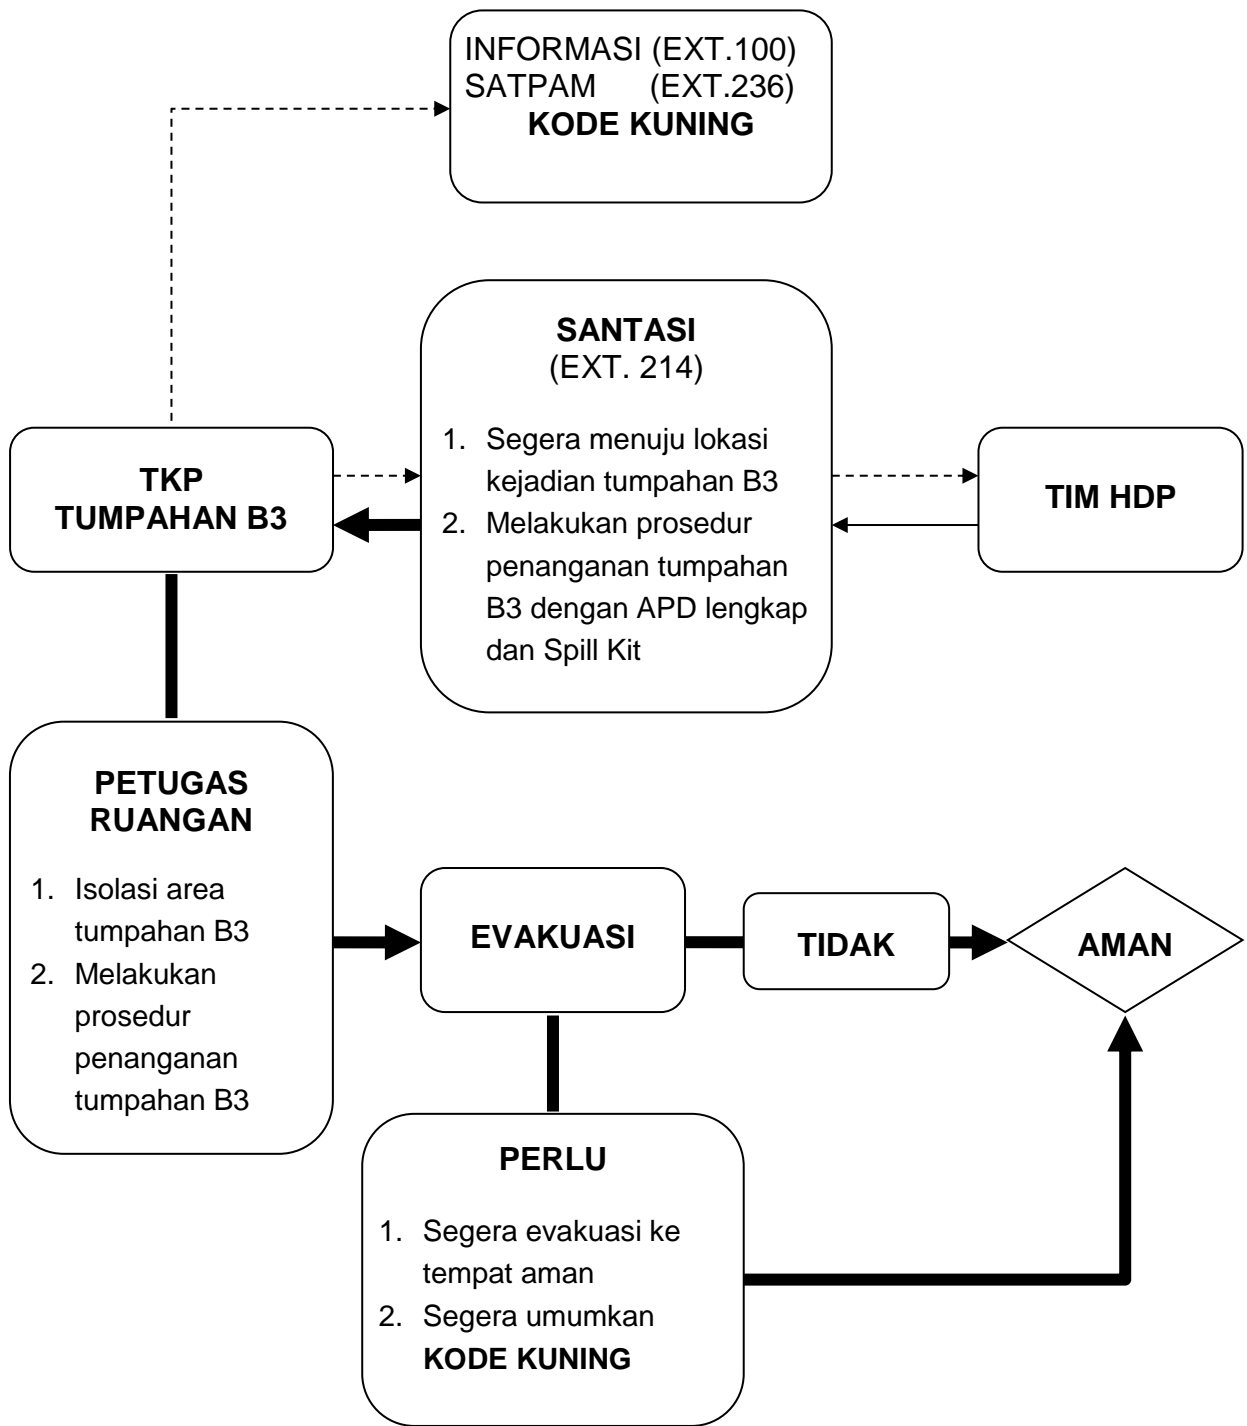 INFORMASI (EXT.100)
SATPAM (EXT.236)
KODE KUNING
SANTASI
(EXT. 214)
1. Segera menuju lokasi
kejadian tumpahan B3
2. Melakukan prosedur
penanganan tumpahan
B3 dengan APD lengkap
dan Spill Kit
TKP
TUMPAHAN B3
TIM HDP
PETUGAS
RUANGAN
1. Isolasi area
tumpahan B3
2. Melakukan
prosedur
penanganan
tumpahan B3
EVAKUASI
TIDAK
AMAN
PERLU
1. Segera evakuasi ke
tempat aman
2. Segera umumkan
KODE KUNING